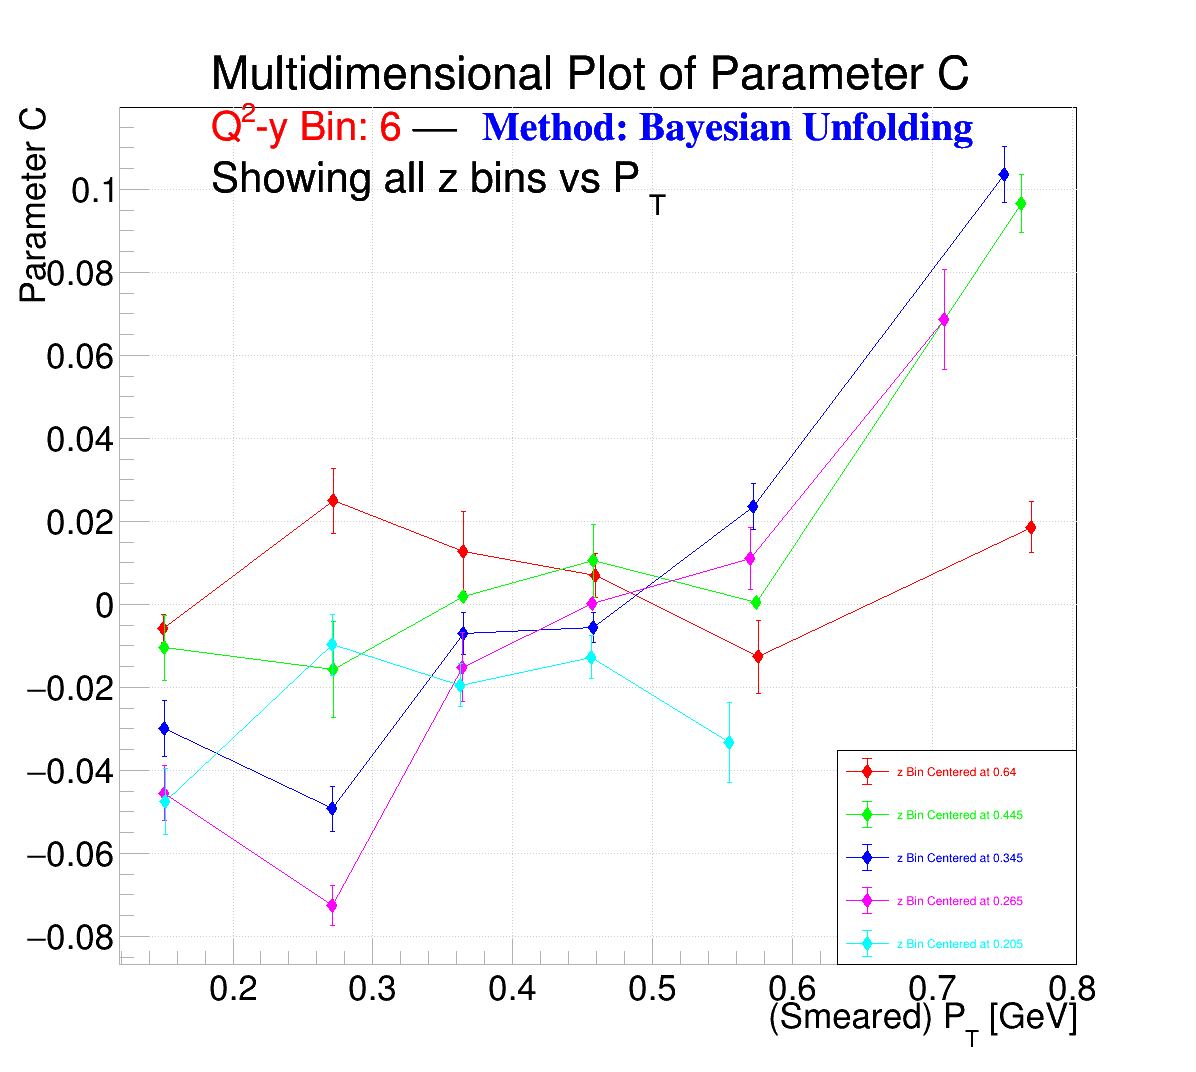 Multidimensional Plot of Parameter C
Q²-y Bin: 6 — Method: Bayesian Unfolding
Showing all z bins vs P_T
Parameter C
0.1
0.08
0.06
0.04
0.02
0
−0.02
−0.04
−0.06
−0.08
z Bin Centered at 0.64
z Bin Centered at 0.445
z Bin Centered at 0.345
z Bin Centered at 0.265
z Bin Centered at 0.205
0.2 0.3 0.4 0.5 0.6 0.7 0.8
(Smeared) P_T [GeV]